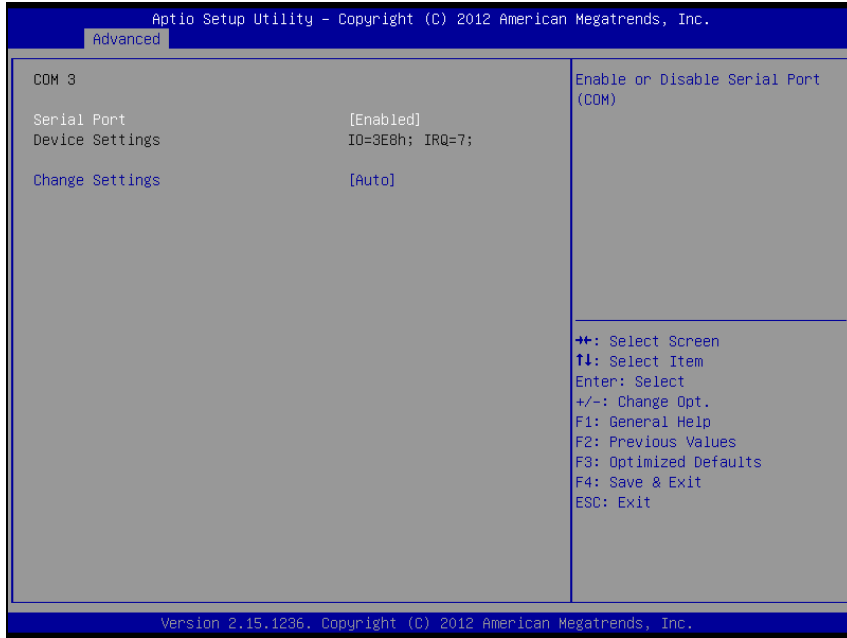 Aptio Setup Utility – Copyright (C) 2012 American Megatrends, Inc.
Advanced
COM 3
Serial Port [Enabled]
Device Settings IO=3E8h; IRQ=7;
Change Settings [Auto]
Enable or Disable Serial Port
(COM)
→←: Select Screen
↑↓: Select Item
Enter: Select
+/-: Change Opt.
F1: General Help
F2: Previous Values
F3: Optimized Defaults
F4: Save & Exit
ESC: Exit
Version 2.15.1236. Copyright (C) 2012 American Megatrends, Inc.